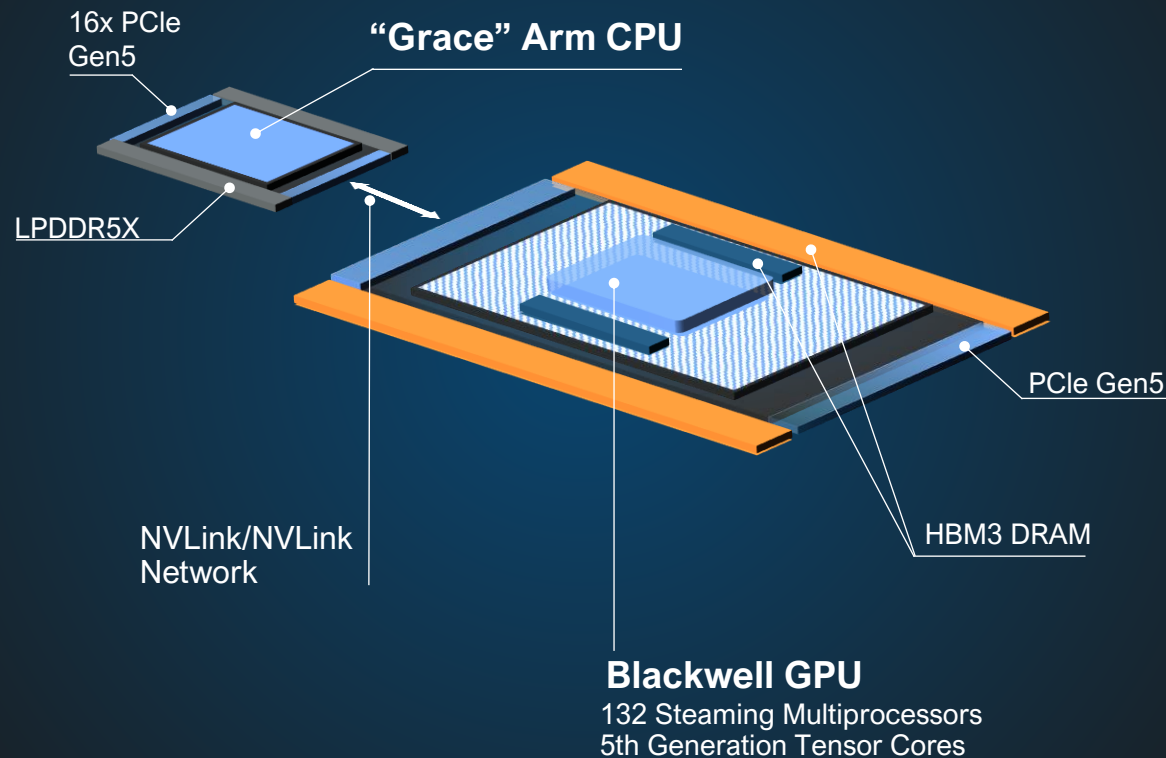 16x PCIe
Gen5
“Grace” Arm CPU
LPDDR5X
PCIe Gen5
NVLink/NVLink
Network
HBM3 DRAM
Blackwell GPU
132 Steaming Multiprocessors
5th Generation Tensor Cores